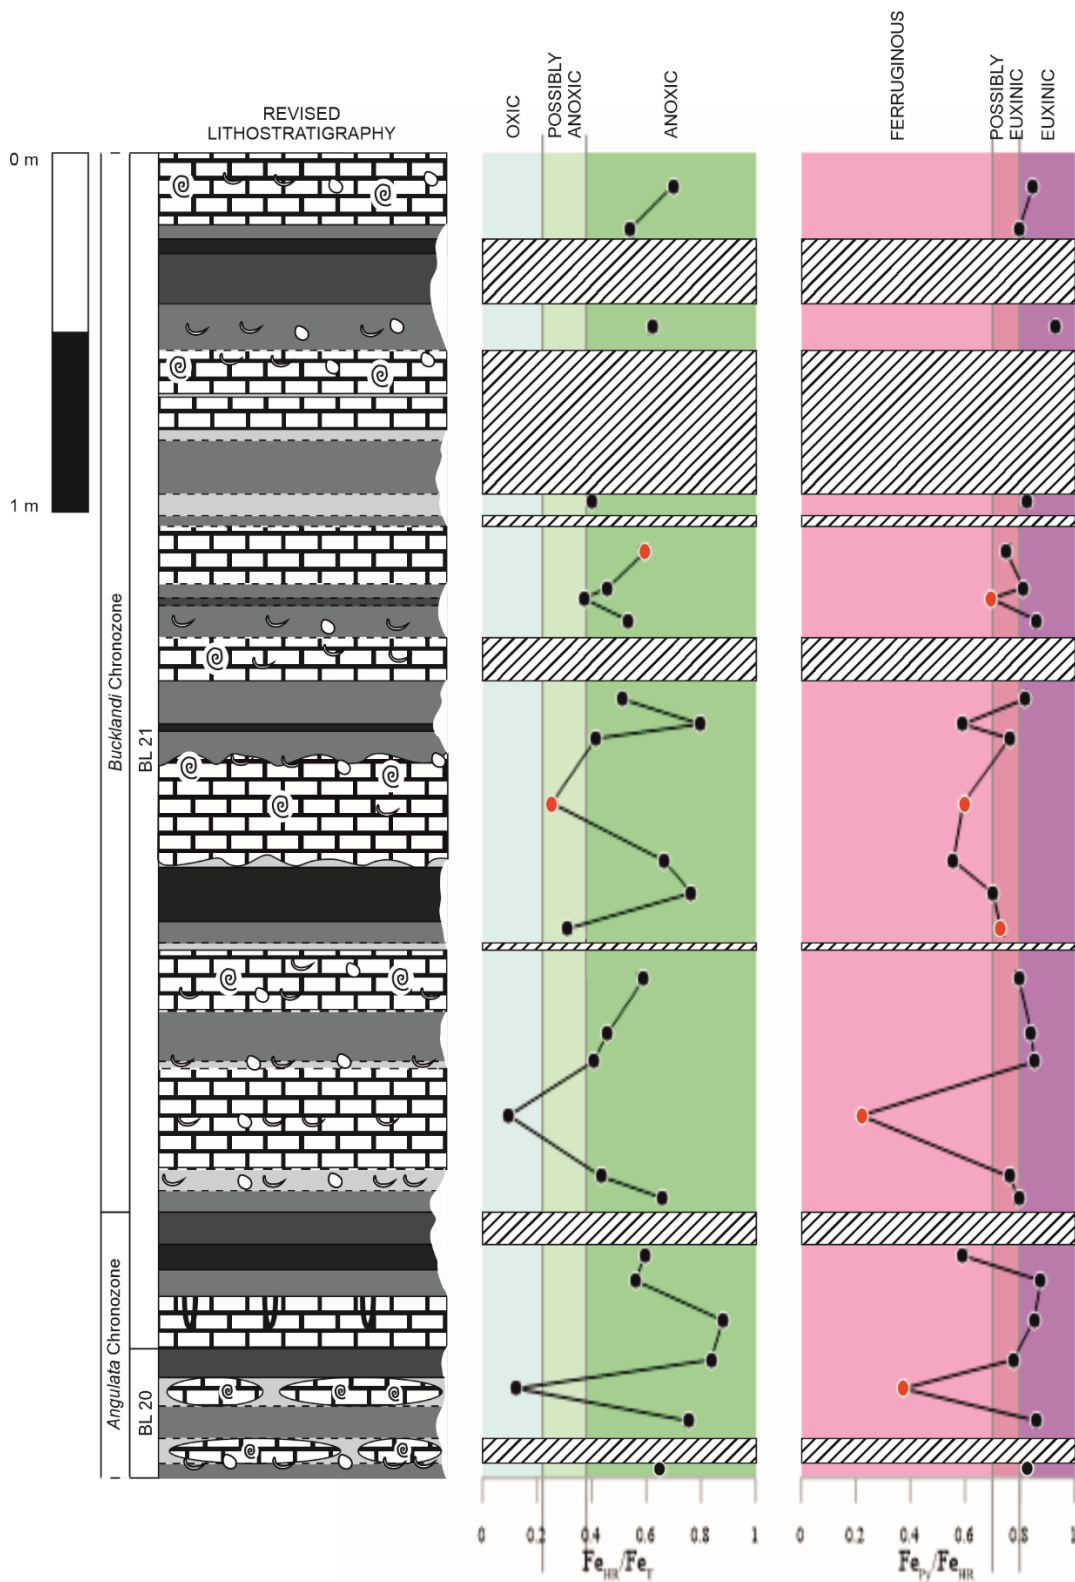 REVISED
LITHOSTRATIGRAPHY
OXIC
POSSIBLY
ANOXIC
ANOXIC
FERRUGINOUS
POSSIBLY
EUXINIC
EUXINIC
0 m
1 m
Bucklandi Chronozone
BL 21
Angulata Chronozone
BL 20
0 0.2 0.4 0.6 0.8 1
Fe_HR/Fe_T
0 0.2 0.4 0.6 0.8 1
Fe_Py/Fe_HR